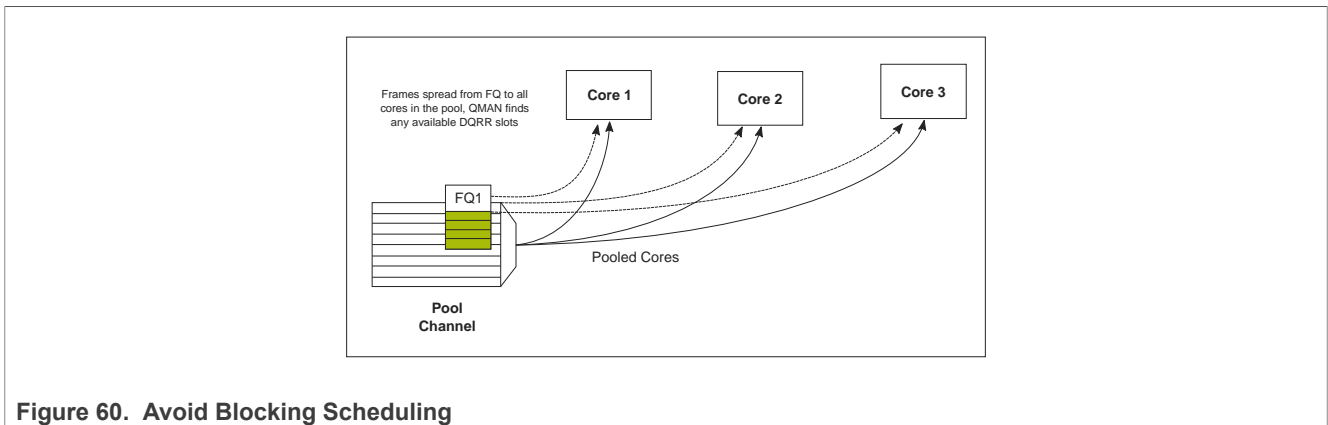 Frames spread from FQ to all
cores in the pool, QMAN finds
any available DQRR slots
Core 1
Core 2
Core 3
FQ1
Pooled Cores
Pool
Channel
Figure 60. Avoid Blocking Scheduling